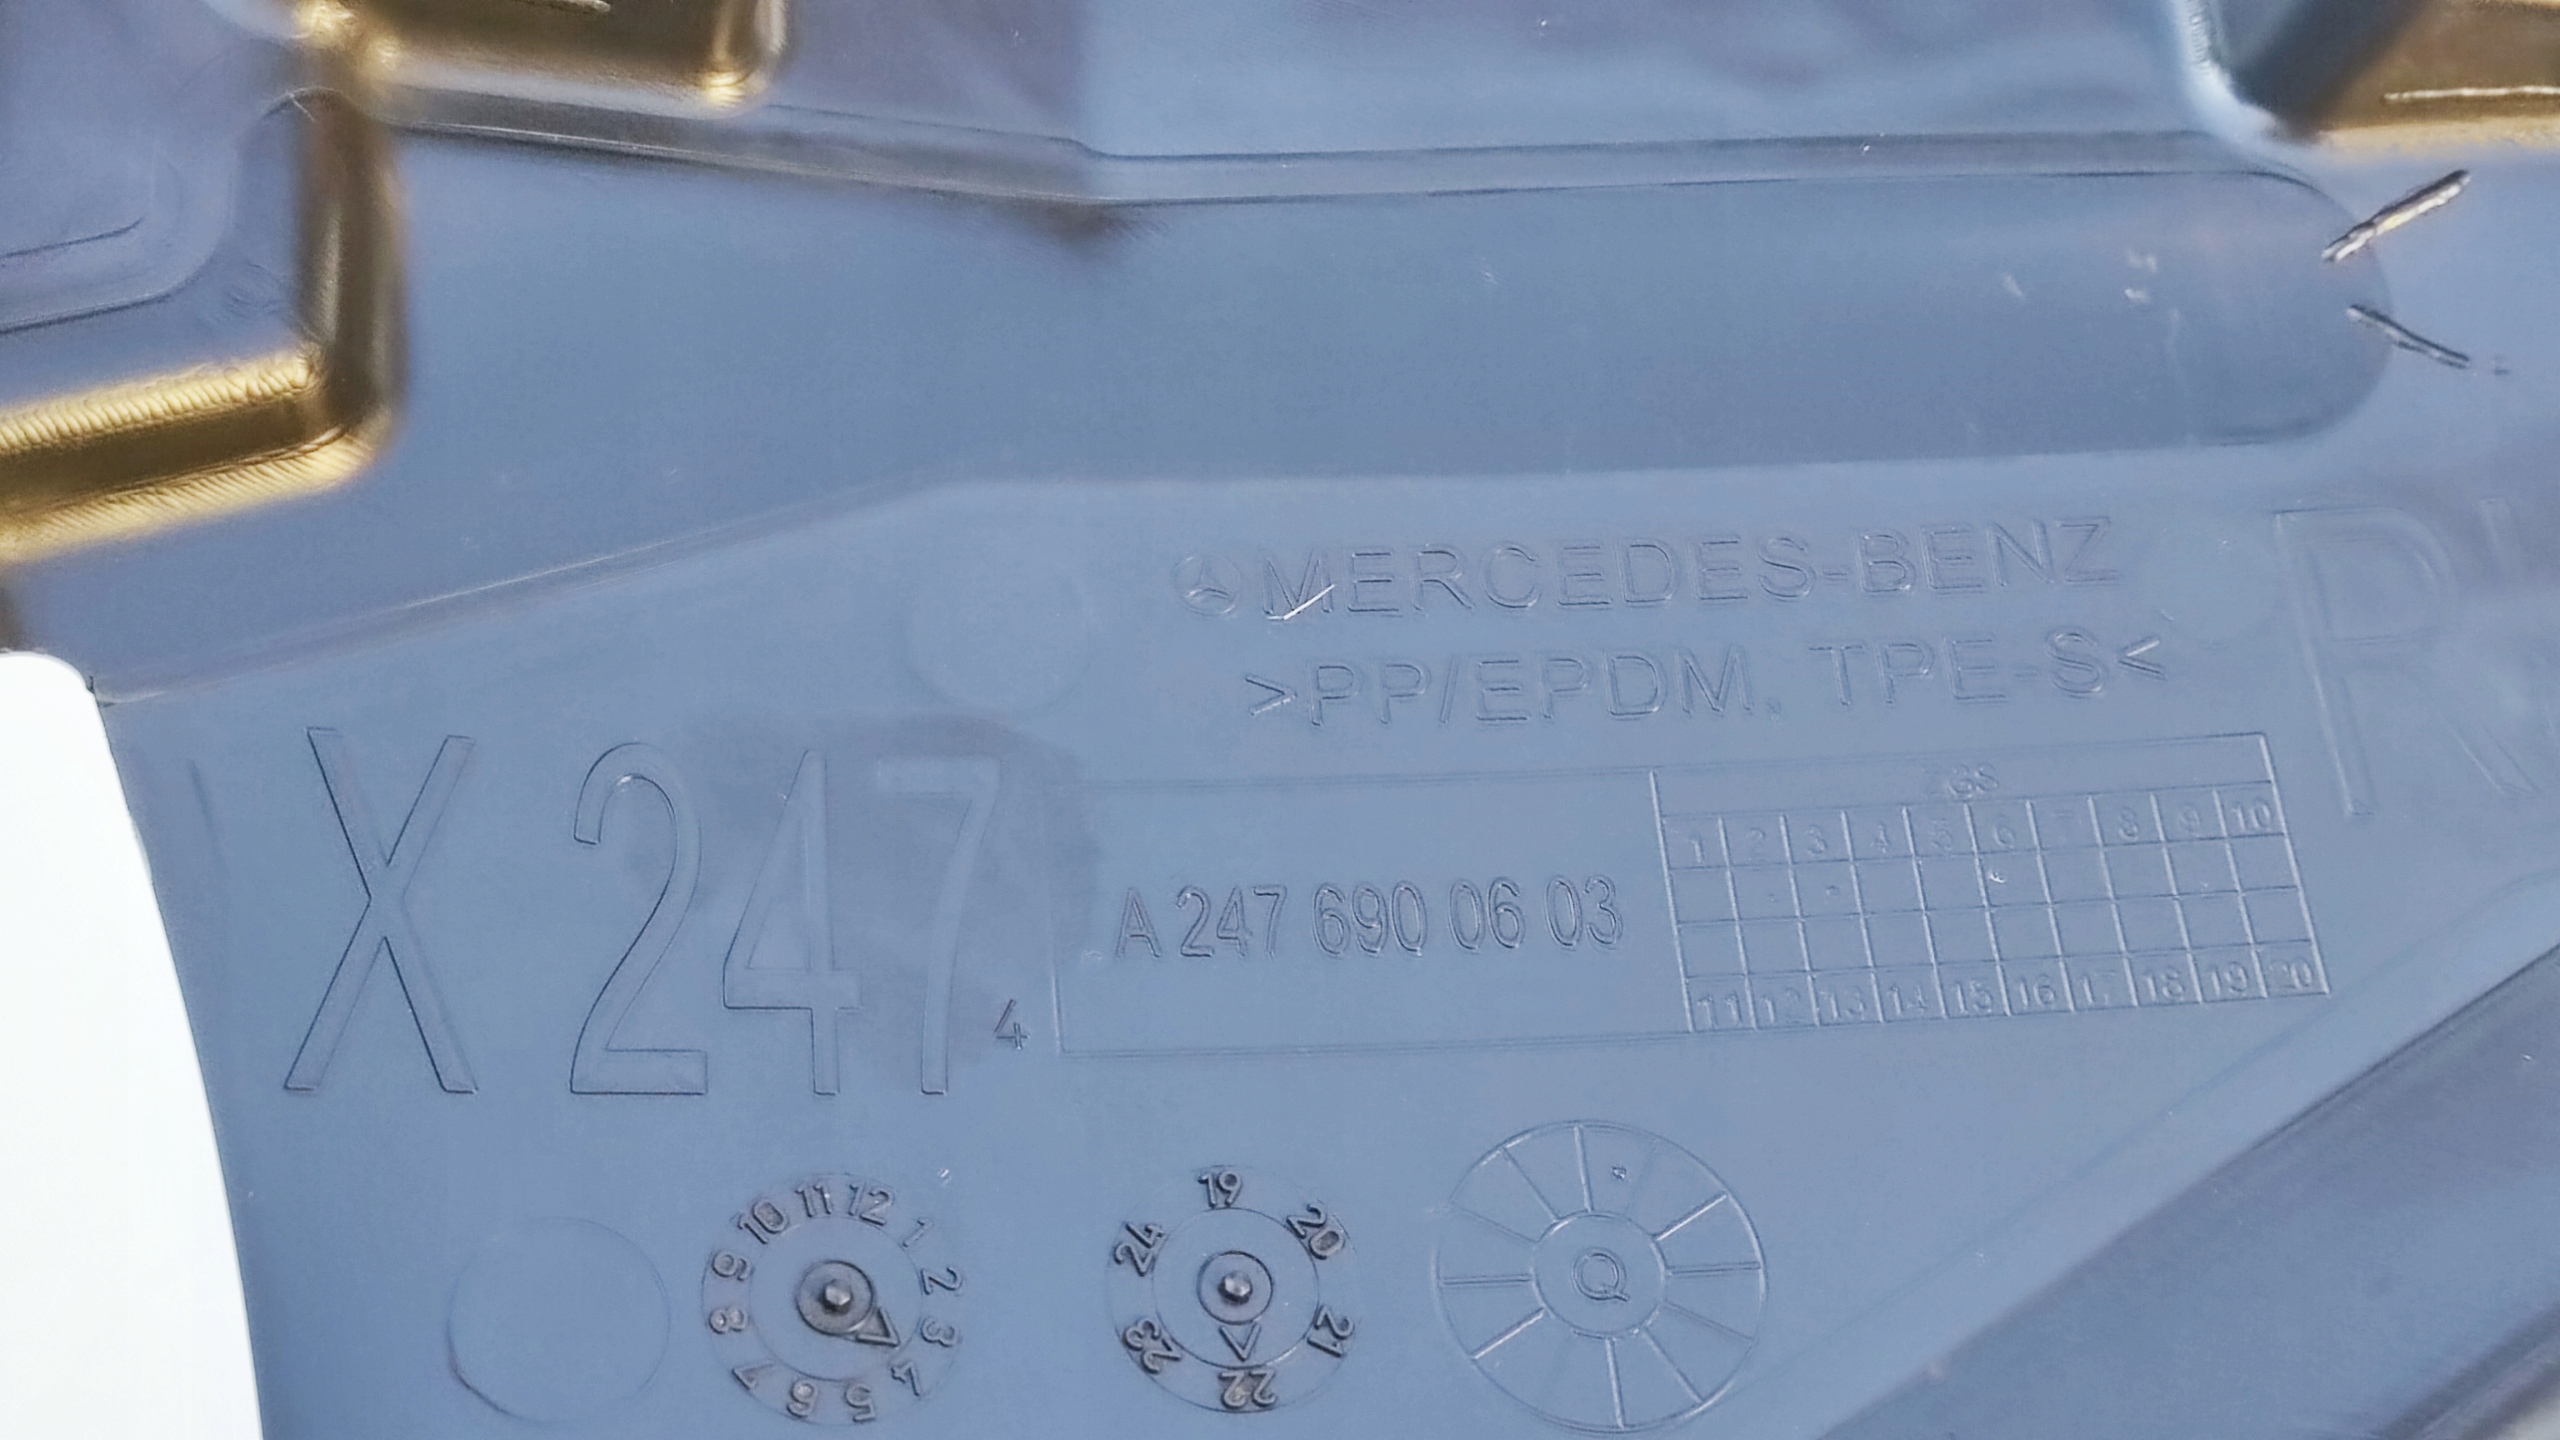 MERCEDES-BENZ
>PP/EPDM, TPE-S<
X 247
4
A 247 690 06 03
ZGS
1 2 3 4 5 6 7 8 9 10
11 12 13 14 15 16 17 18 19 20
10 11 12 1 2 3 4 5 6 7 8 9
19 20 21 22 23 24
Q